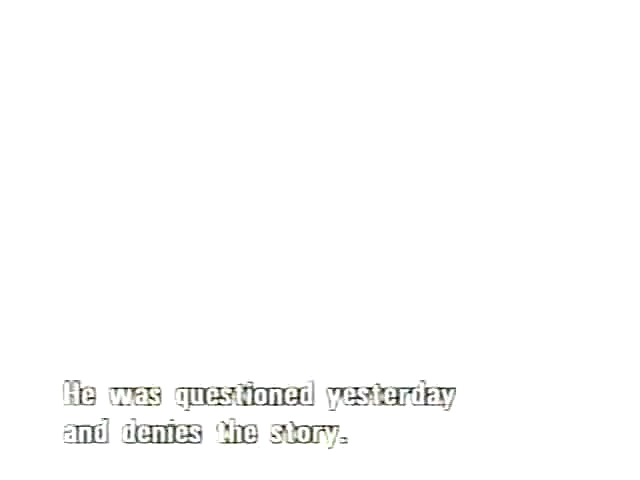 He was questioned yesterday
and denies the story.